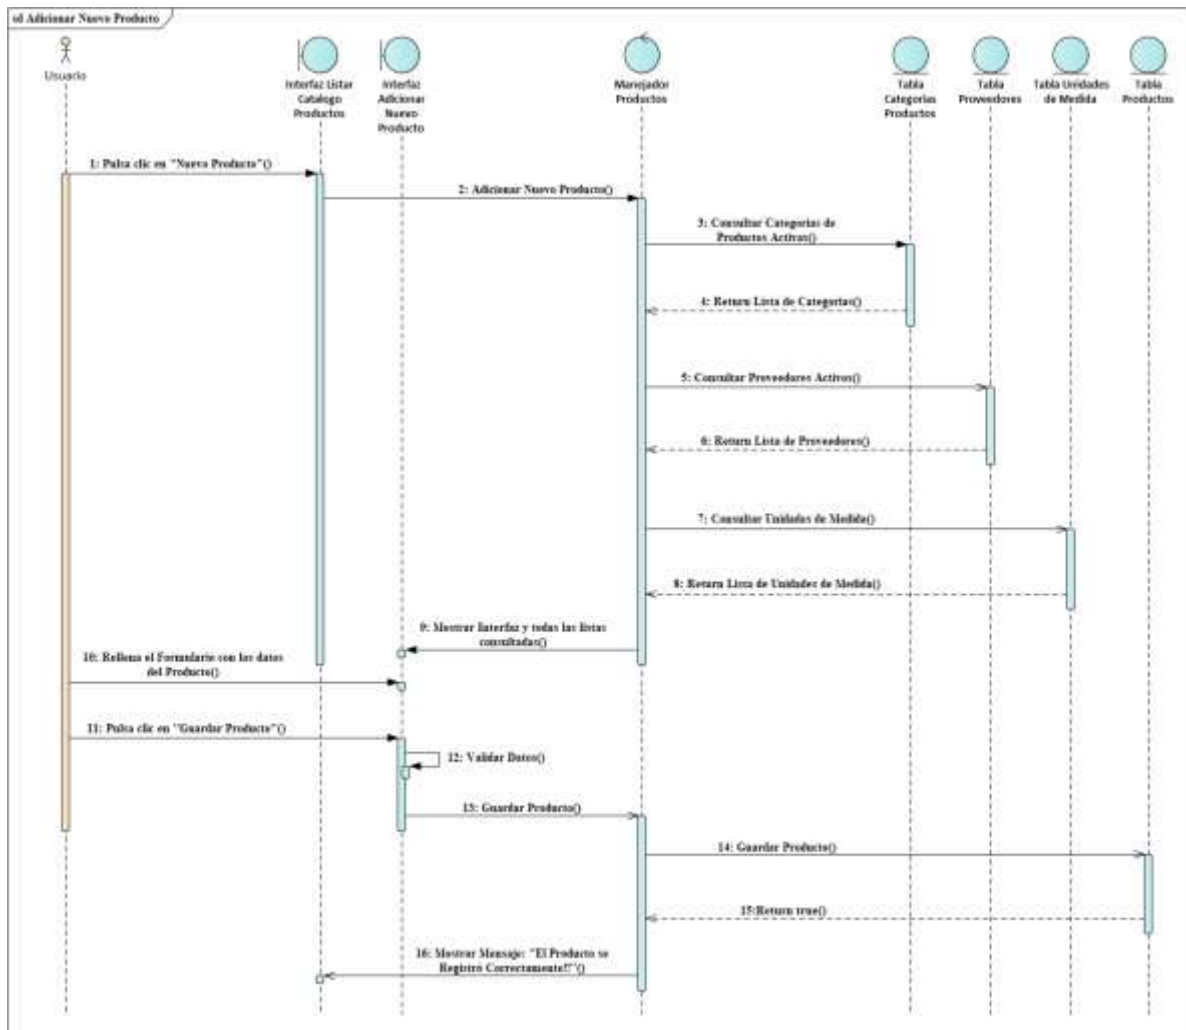 sd Adicionar Nuevo Producto
Usuario
Interfaz Listar
Catalogo
Productos
Interfaz
Adicionar
Nuevo
Producto
Manejador
Productos
Tabla
Categorias
Productos
Tabla
Proveedores
Tabla Unidades
de Medida
Tabla
Productos
1: Pulsa clic en "Nuevo Producto"()
2: Adicionar Nuevo Producto()
3: Consultar Categorias de
Productos Activas()
4: Return Lista de Categorias()
5: Consultar Proveedores Activos()
6: Return Lista de Proveedores()
7: Consultar Unidades de Medida()
8: Return Lista de Unidades de Medida()
9: Mostrar Interfaz y todas las listas
consultadas()
10: Rellena el Formulario con los datos
del Producto()
11: Pulsa clic en "Guardar Producto"()
12: Validar Datos()
13: Guardar Producto()
14: Guardar Producto()
15:Return true()
16: Mostrar Mensaje: "El Producto se
Registró Correctamente!!"()